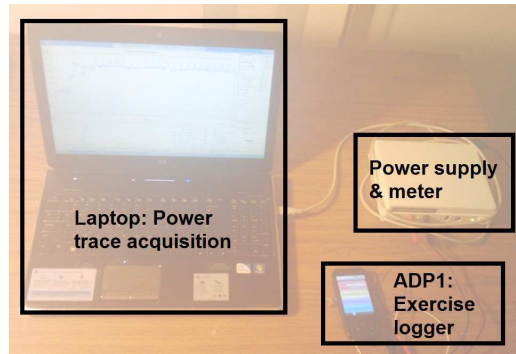 Laptop: Power
trace acquisition
Power supply
& meter
ADP1:
Exercise
logger